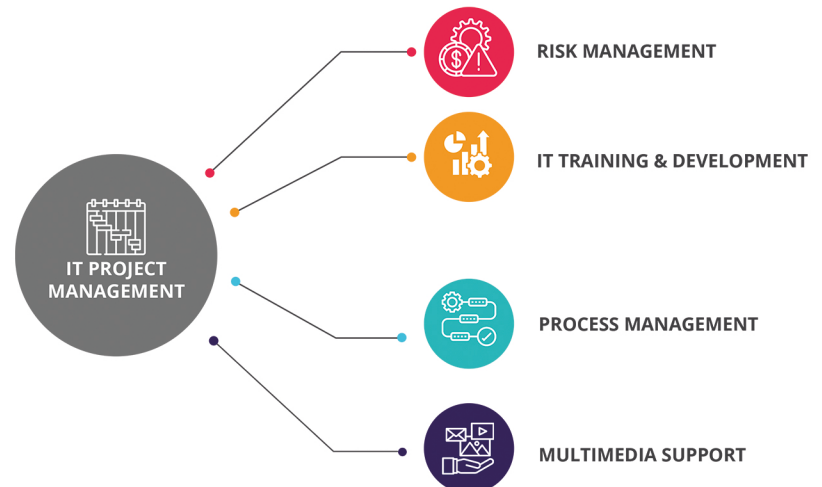 RISK MANAGEMENT
IT TRAINING & DEVELOPMENT
IT PROJECT
MANAGEMENT
PROCESS MANAGEMENT
MULTIMEDIA SUPPORT